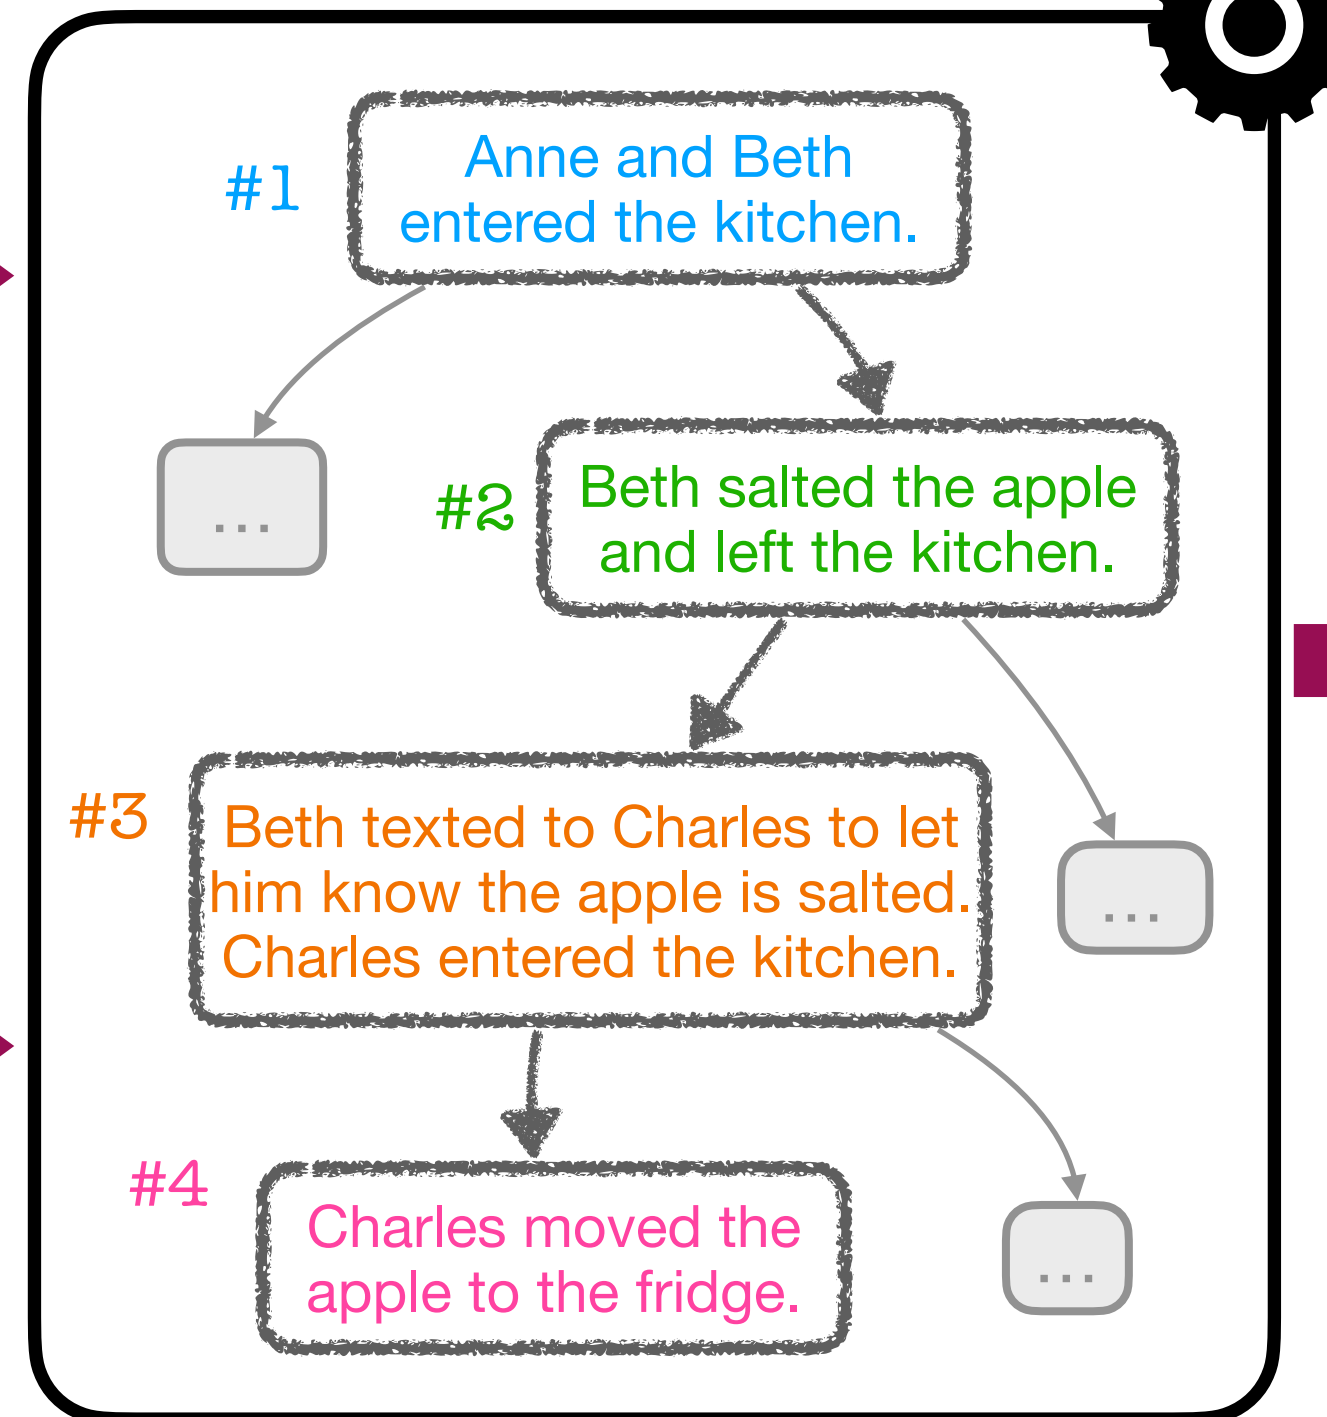 #1
Anne and Beth
entered the kitchen.
...
#2
Beth salted the apple
and left the kitchen.
#3
Beth texted to Charles to let
him know the apple is salted.
Charles entered the kitchen.
...
#4
Charles moved the
apple to the fridge.
...